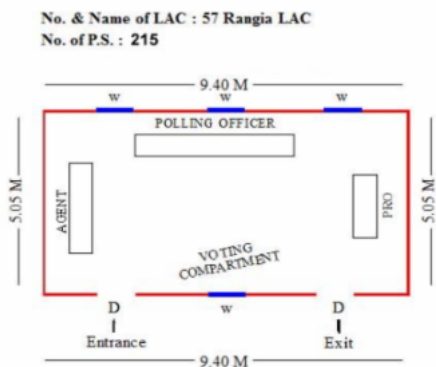 No. & Name of LAC : 57 Rangia LAC
No. of P.S. : 215
9.40 M
W W W
POLLING OFFICER
5.05 M
AGENT
PRO
5.05 M
VOTING
COMPARTMENT
D W D
Entrance Exit
9.40 M